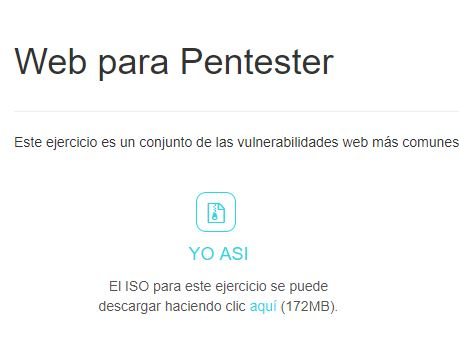 Web para Pentester
Este ejercicio es un conjunto de las vulnerabilidades web más comunes
YO ASI
El ISO para este ejercicio se puede
descargar haciendo clic aquí (172MB).